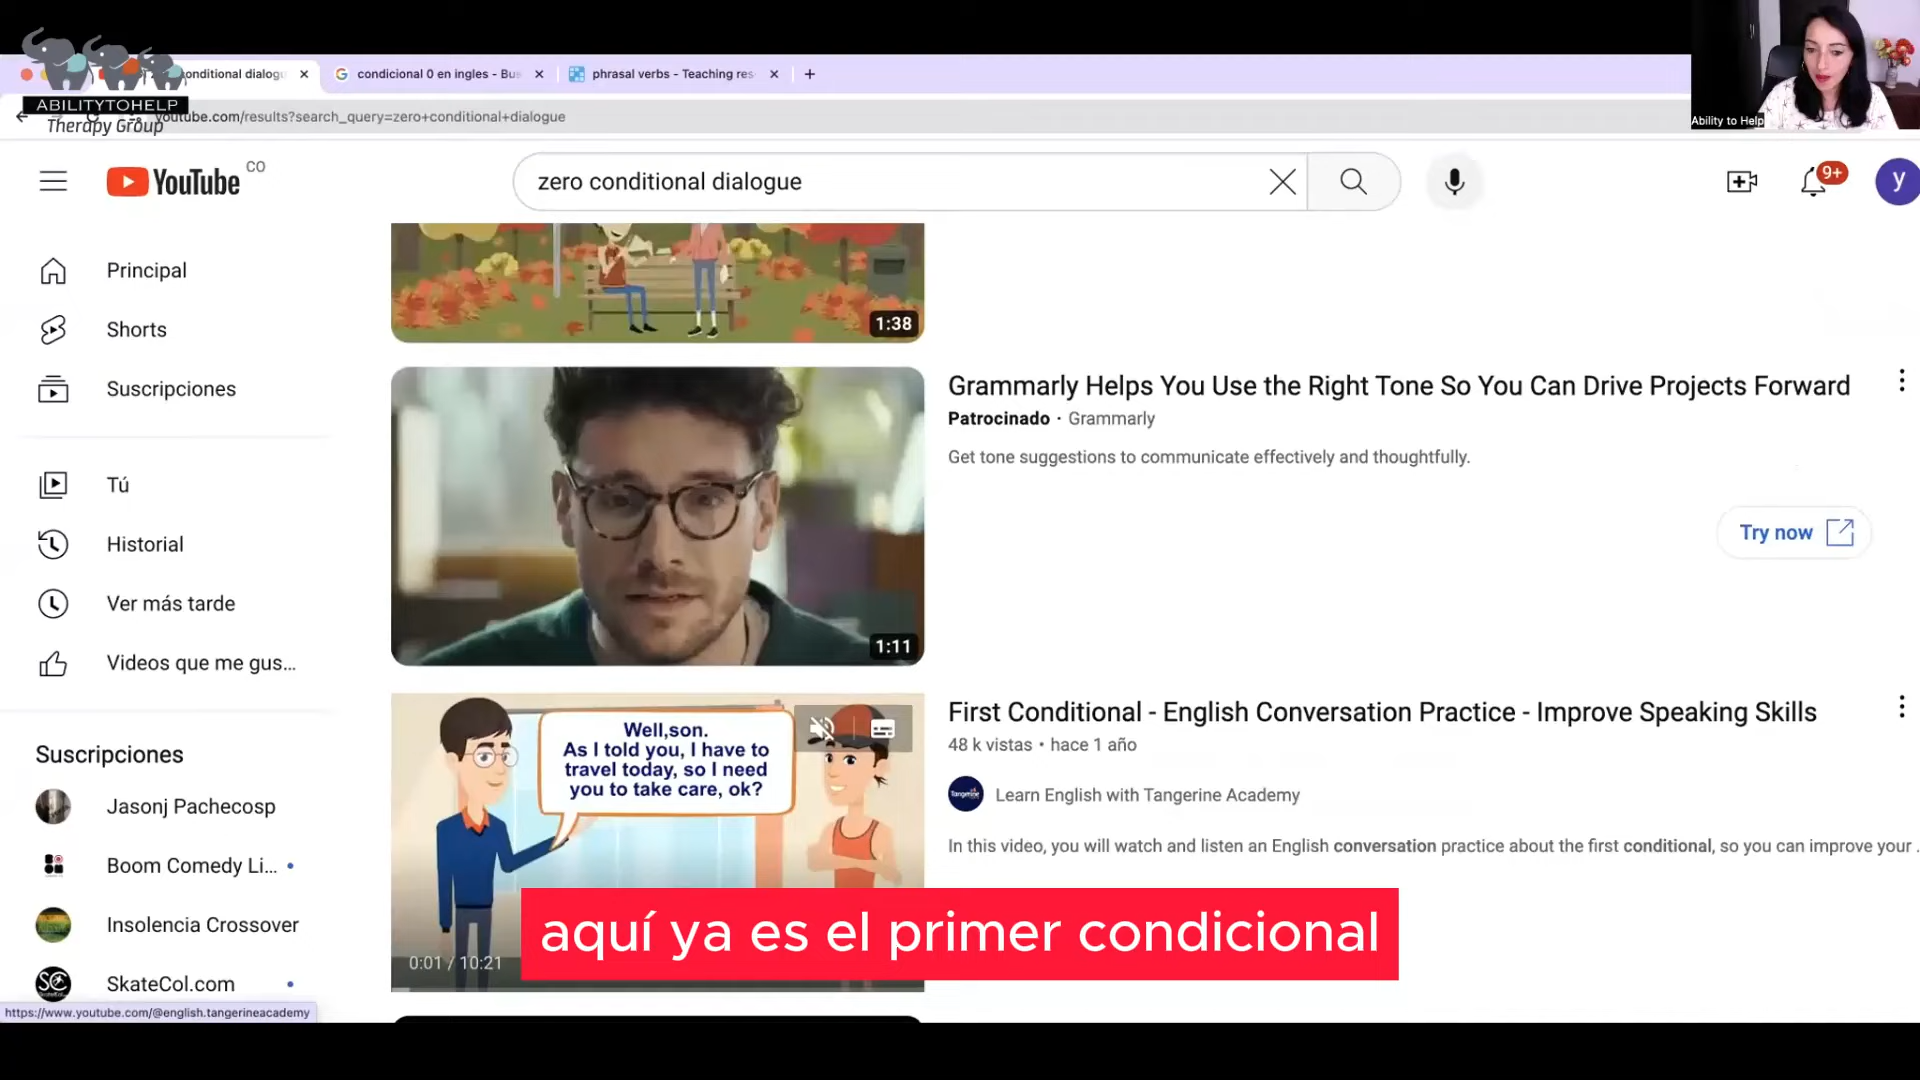 ABILITYTOHELP
Therapy Group
conditional dialogu
condicional 0 en ingles - Bus
phrasal verbs - Teaching res
youtube.com/results?search_query=zero+conditional+dialogue
Ability to Help
YouTube CO
zero conditional dialogue
9+
y
Principal
Shorts
Suscripciones
Tú
Historial
Ver más tarde
Videos que me gus...
Suscripciones
Jasonj Pachecosp
Boom Comedy Li...
Insolencia Crossover
SC
SkateCol.com
https://www.youtube.com/@english.tangerineacademy
1:38
1:11
Grammarly Helps You Use the Right Tone So You Can Drive Projects Forward
Patrocinado · Grammarly
Get tone suggestions to communicate effectively and thoughtfully.
Try now
Well,son.
As I told you, I have to
travel today, so I need
you to take care, ok?
0:01 / 10:21
First Conditional - English Conversation Practice - Improve Speaking Skills
48 k vistas • hace 1 año
Tangerine
Learn English with Tangerine Academy
In this video, you will watch and listen an English conversation practice about the first conditional, so you can improve your .
aquí ya es el primer condicional